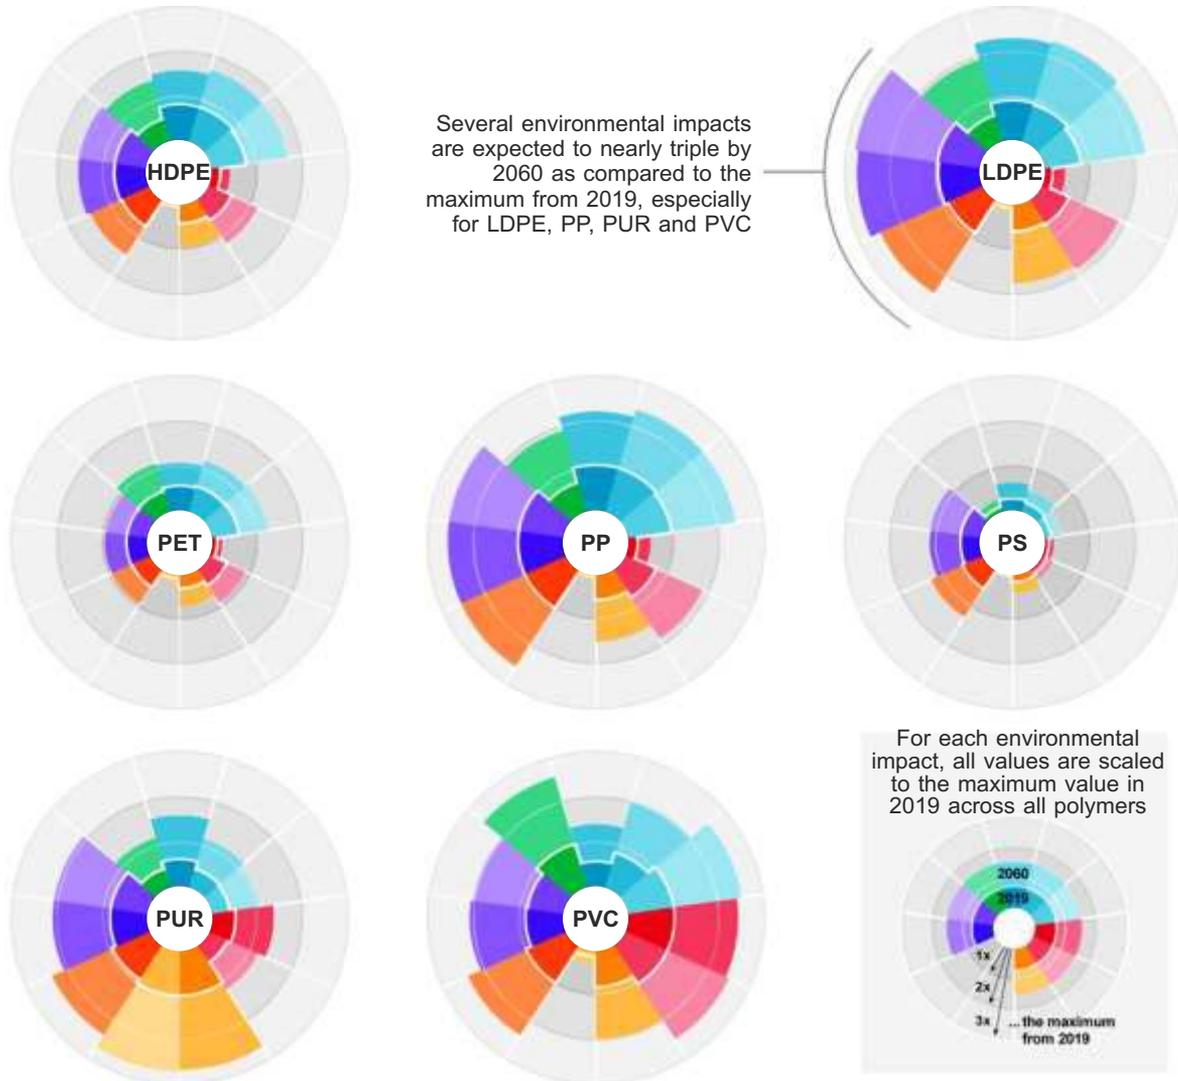 HDPE
Several environmental impacts
are expected to nearly triple by
2060 as compared to the
maximum from 2019, especially
for LDPE, PP, PUR and PVC
LDPE
PET
PP
PS
PUR
PVC
For each environmental
impact, all values are scaled
to the maximum value in
2019 across all polymers
2060
2019
1x
2x
3x ... the maximum
from 2019